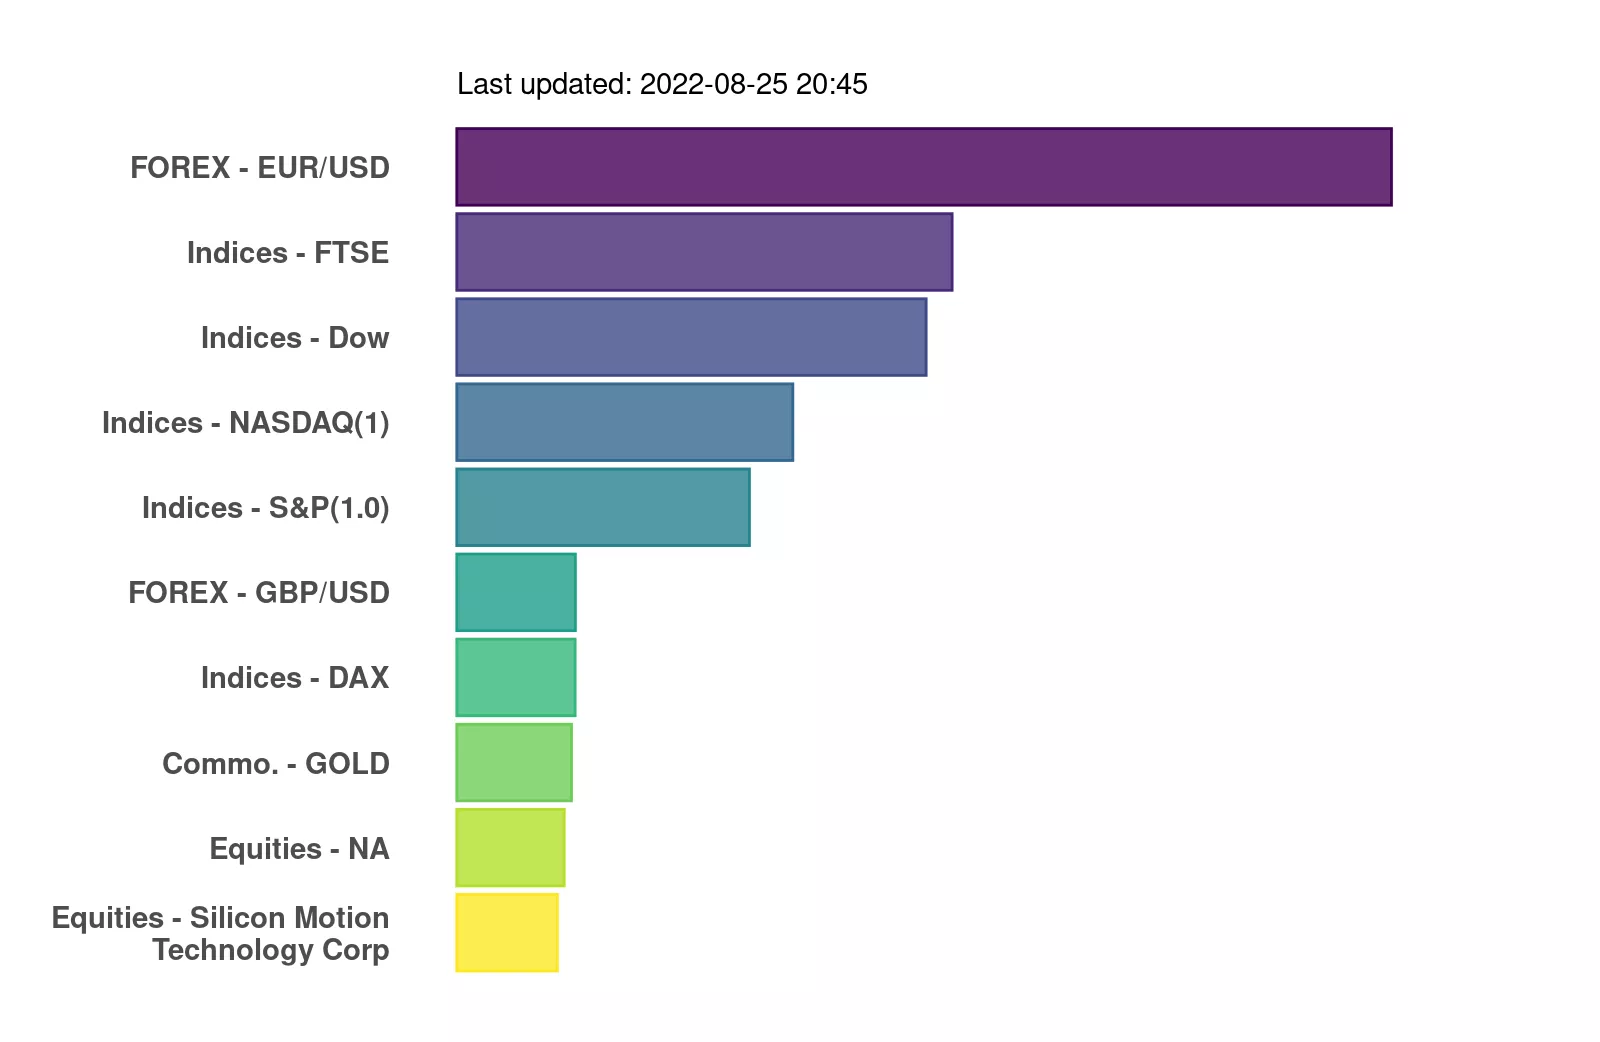 Last updated: 2022-08-25 20:45
FOREX - EUR/USD
Indices - FTSE
Indices - Dow
Indices - NASDAQ(1)
Indices - S&P(1.0)
FOREX - GBP/USD
Indices - DAX
Commo. - GOLD
Equities - NA
Equities - Silicon Motion
Technology Corp